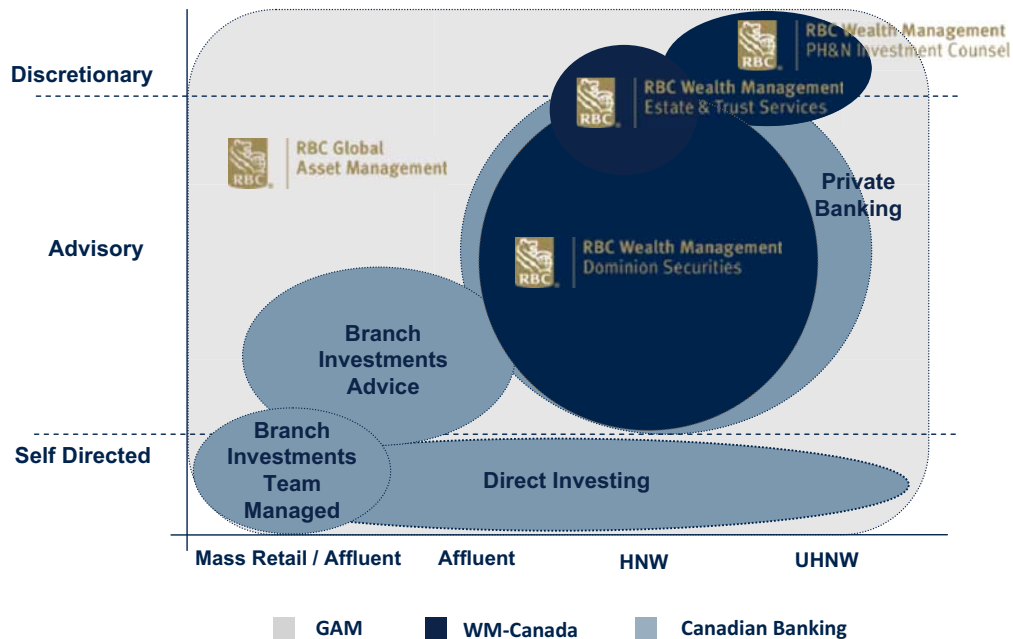 RBC
RBC Wealth Management
PH&N Investment Counsel
Discretionary
RBC
RBC Wealth Management
Estate & Trust Services
RBC
RBC Global
Asset Management
Private
Banking
Advisory
RBC
RBC Wealth Management
Dominion Securities
Branch
Investments
Advice
Self Directed
Branch
Investments
Team
Managed
Direct Investing
Mass Retail / Affluent
Affluent
HNW
UHNW
GAM
WM-Canada
Canadian Banking